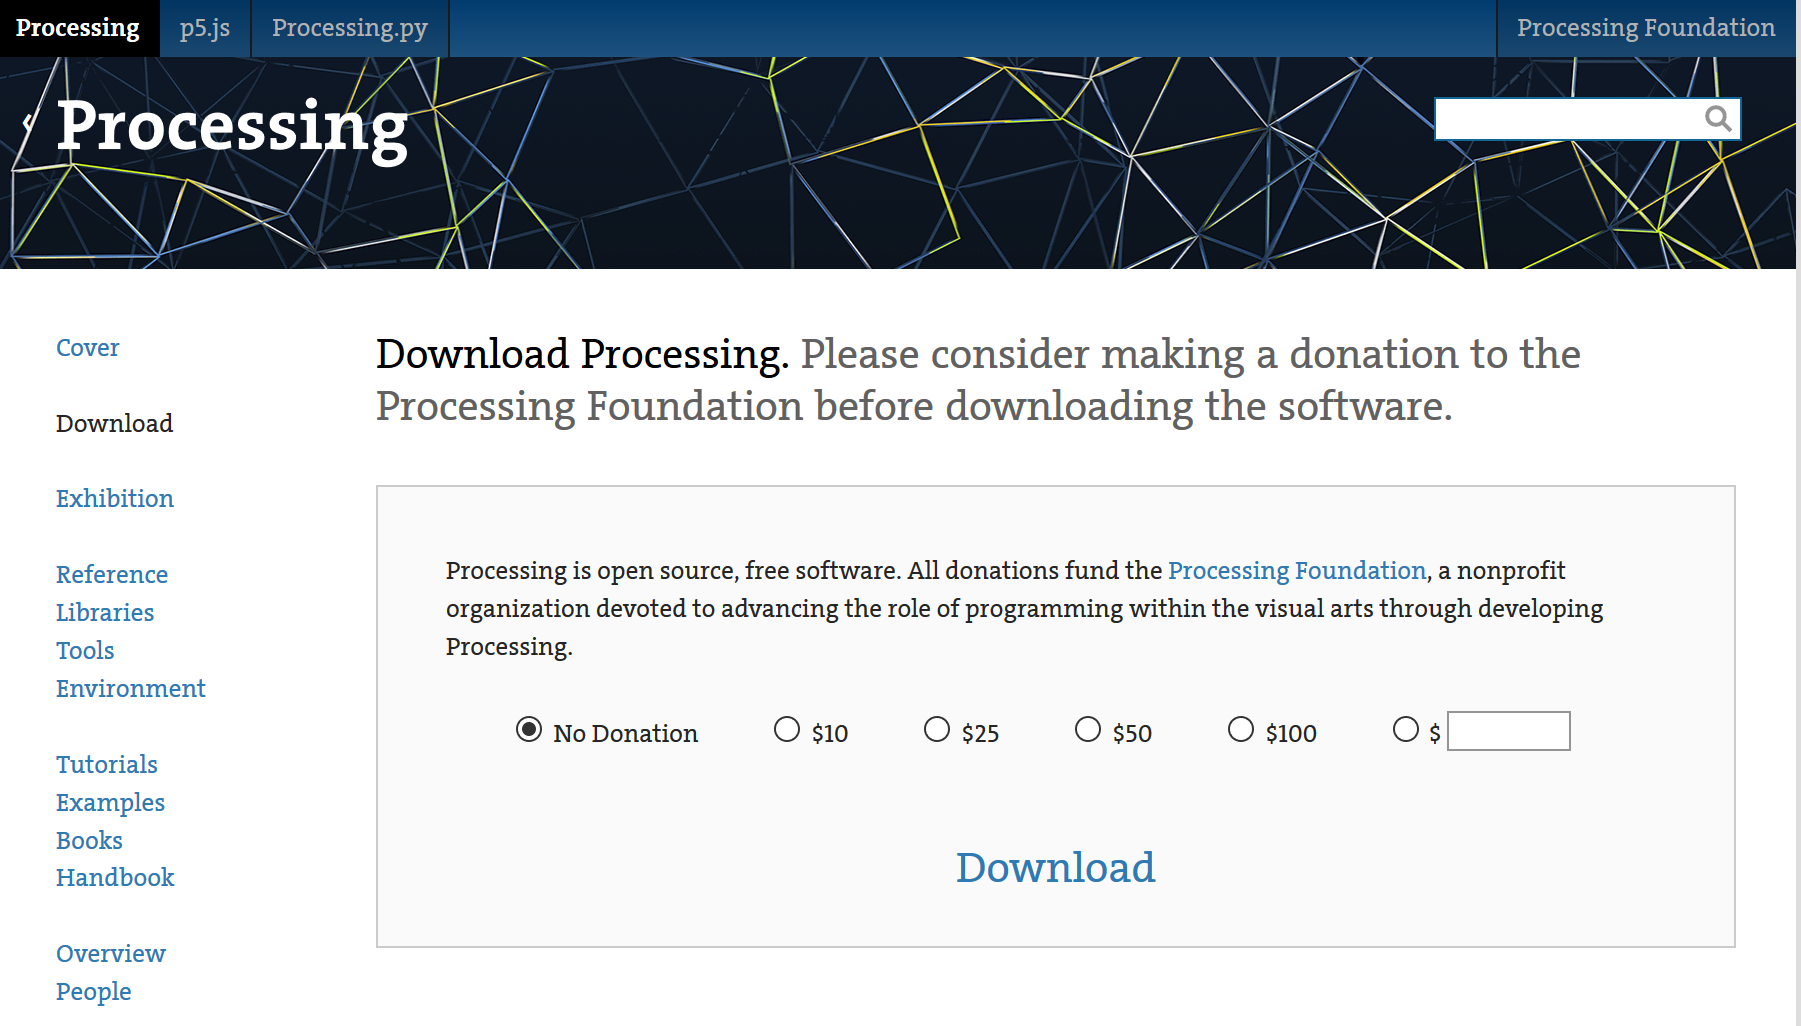 Processing
p5.js
Processing.py
Processing Foundation
Processing
Cover
Download
Exhibition
Reference
Libraries
Tools
Environment
Tutorials
Examples
Books
Handbook
Overview
People
Download Processing. Please consider making a donation to the
Processing Foundation before downloading the software.
Processing is open source, free software. All donations fund the Processing Foundation, a nonprofit
organization devoted to advancing the role of programming within the visual arts through developing
Processing.
No Donation $10 $25 $50 $100 $
Download